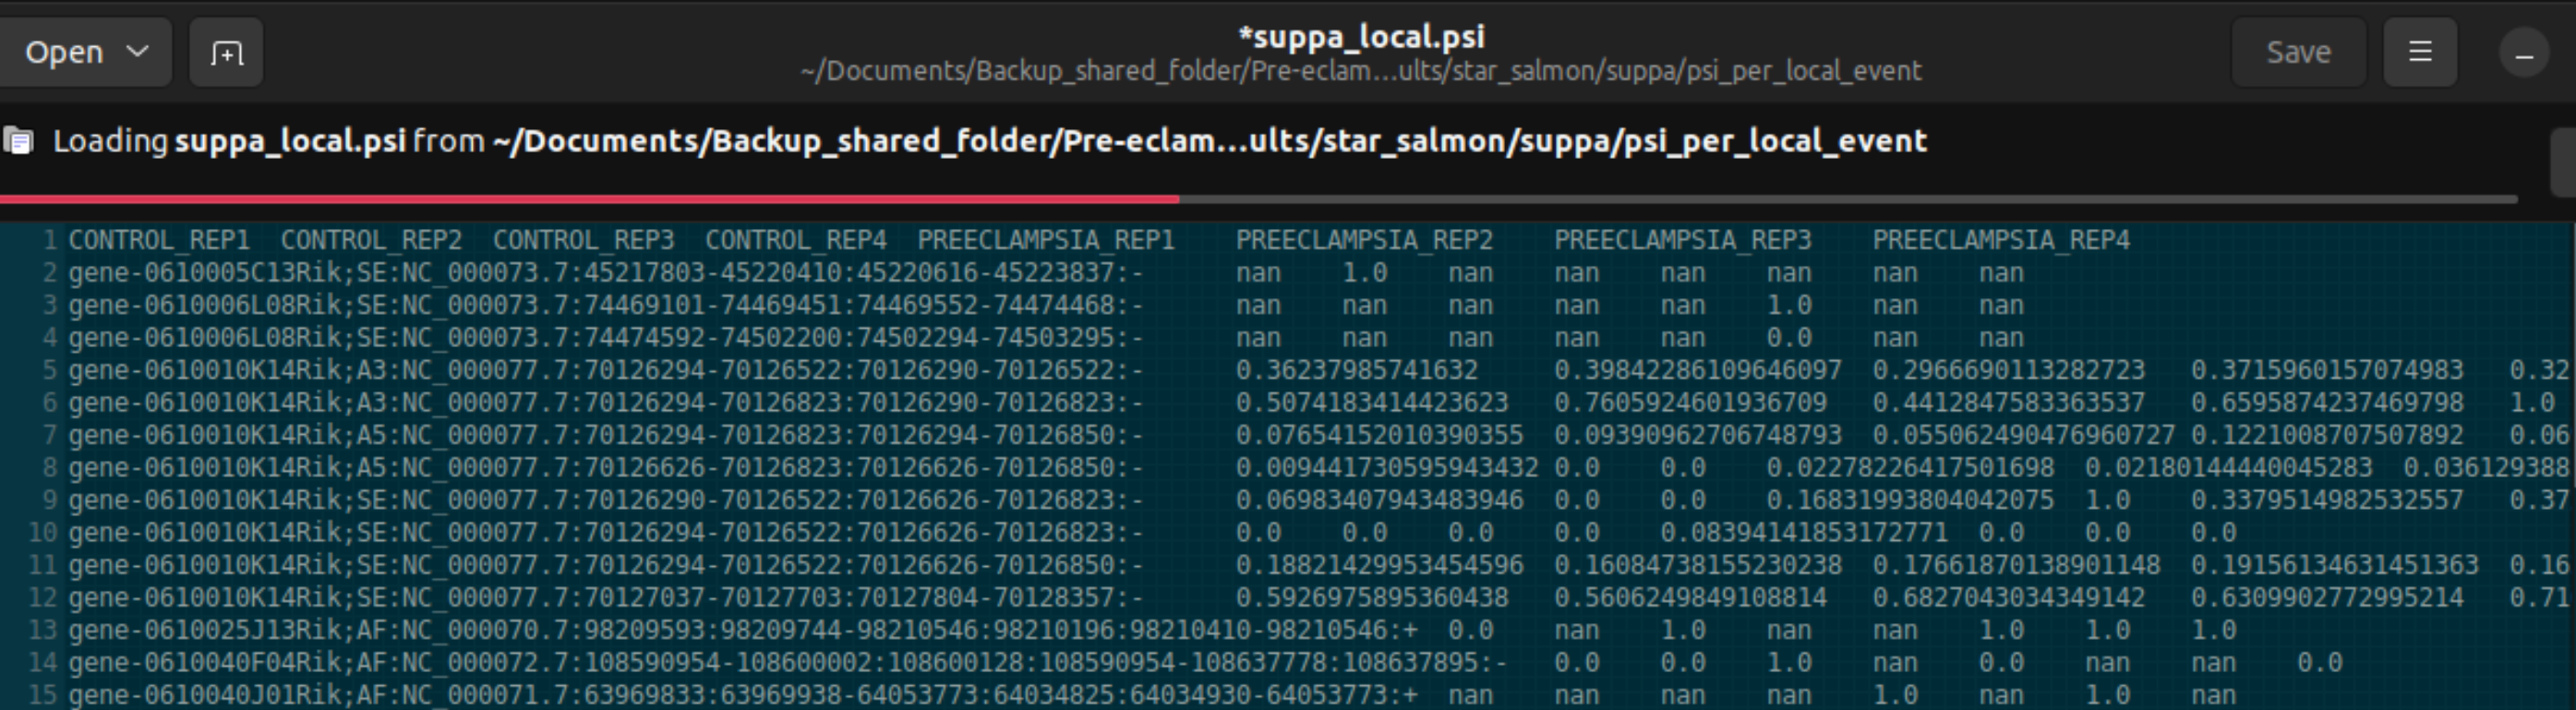 Open
*suppa_local.psi
~/Documents/Backup_shared_folder/Pre-eclam...ults/star_salmon/suppa/psi_per_local_event
Save
Loading suppa_local.psi from ~/Documents/Backup_shared_folder/Pre-eclam...ults/star_salmon/suppa/psi_per_local_event
1 CONTROL_REP1 CONTROL_REP2 CONTROL_REP3 CONTROL_REP4 PREECLAMPSIA_REP1 PREECLAMPSIA_REP2 PREECLAMPSIA_REP3 PREECLAMPSIA_REP4
2 gene-0610005C13Rik;SE:NC_000073.7:45217803-45220410:45220616-45223837:- nan 1.0 nan nan nan nan nan nan
3 gene-0610006L08Rik;SE:NC_000073.7:74469101-74469451:74469552-74474468:- nan nan nan nan nan 1.0 nan nan
4 gene-0610006L08Rik;SE:NC_000073.7:74474592-74502200:74502294-74503295:- nan nan nan nan nan 0.0 nan nan
5 gene-0610010K14Rik;A3:NC_000077.7:70126294-70126522:70126290-70126522:- 0.36237985741632 0.39842286109646097 0.2966690113282723 0.3715960157074983 0.32
6 gene-0610010K14Rik;A3:NC_000077.7:70126294-70126823:70126290-70126823:- 0.5074183414423623 0.7605924601936709 0.4412847583363537 0.6595874237469798 1.0
7 gene-0610010K14Rik;A5:NC_000077.7:70126294-70126823:70126294-70126850:- 0.07654152010390355 0.09390962706748793 0.055062490476960727 0.1221008707507892 0.06
8 gene-0610010K14Rik;A5:NC_000077.7:70126626-70126823:70126626-70126850:- 0.009441730595943432 0.0 0.0 0.02278226417501698 0.02180144440045283 0.036129388
9 gene-0610010K14Rik;SE:NC_000077.7:70126290-70126522:70126626-70126823:- 0.06983407943483946 0.0 0.0 0.16831993804042075 1.0 0.3379514982532557 0.37
10 gene-0610010K14Rik;SE:NC_000077.7:70126294-70126522:70126626-70126823:- 0.0 0.0 0.0 0.0 0.08394141853172771 0.0 0.0 0.0
11 gene-0610010K14Rik;SE:NC_000077.7:70126294-70126522:70126626-70126850:- 0.18821429953454596 0.16084738155230238 0.17661870138901148 0.19156134631451363 0.16
12 gene-0610010K14Rik;SE:NC_000077.7:70127037-70127703:70127804-70128357:- 0.5926975895360438 0.5606249849108814 0.6827043034349142 0.6309902772995214 0.71
13 gene-0610025J13Rik;AF:NC_000070.7:98209593:98209744-98210546:98210196:98210410-98210546:+ 0.0 nan 1.0 nan nan 1.0 1.0 1.0
14 gene-0610040F04Rik;AF:NC_000072.7:108590954-108600002:108600128:108590954-108637778:108637895:- 0.0 0.0 1.0 nan 0.0 nan nan 0.0
15 gene-0610040J01Rik;AF:NC_000071.7:63969833:63969938-64053773:64034825:64034930-64053773:+ nan nan nan nan 1.0 nan 1.0 nan